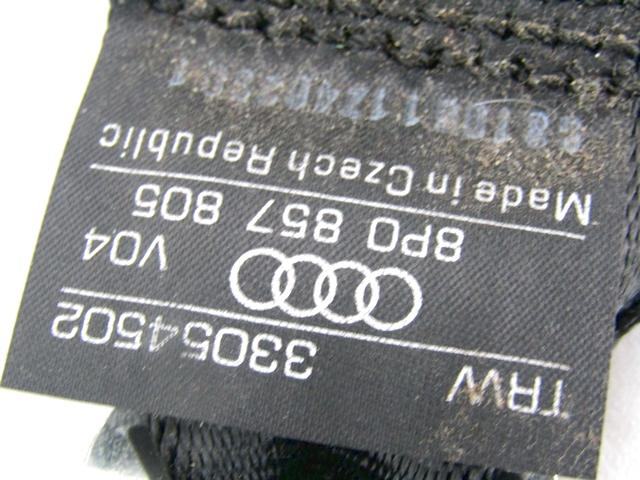 TRW 33054502
V04
8P0 857 805
Made in Czech Republic